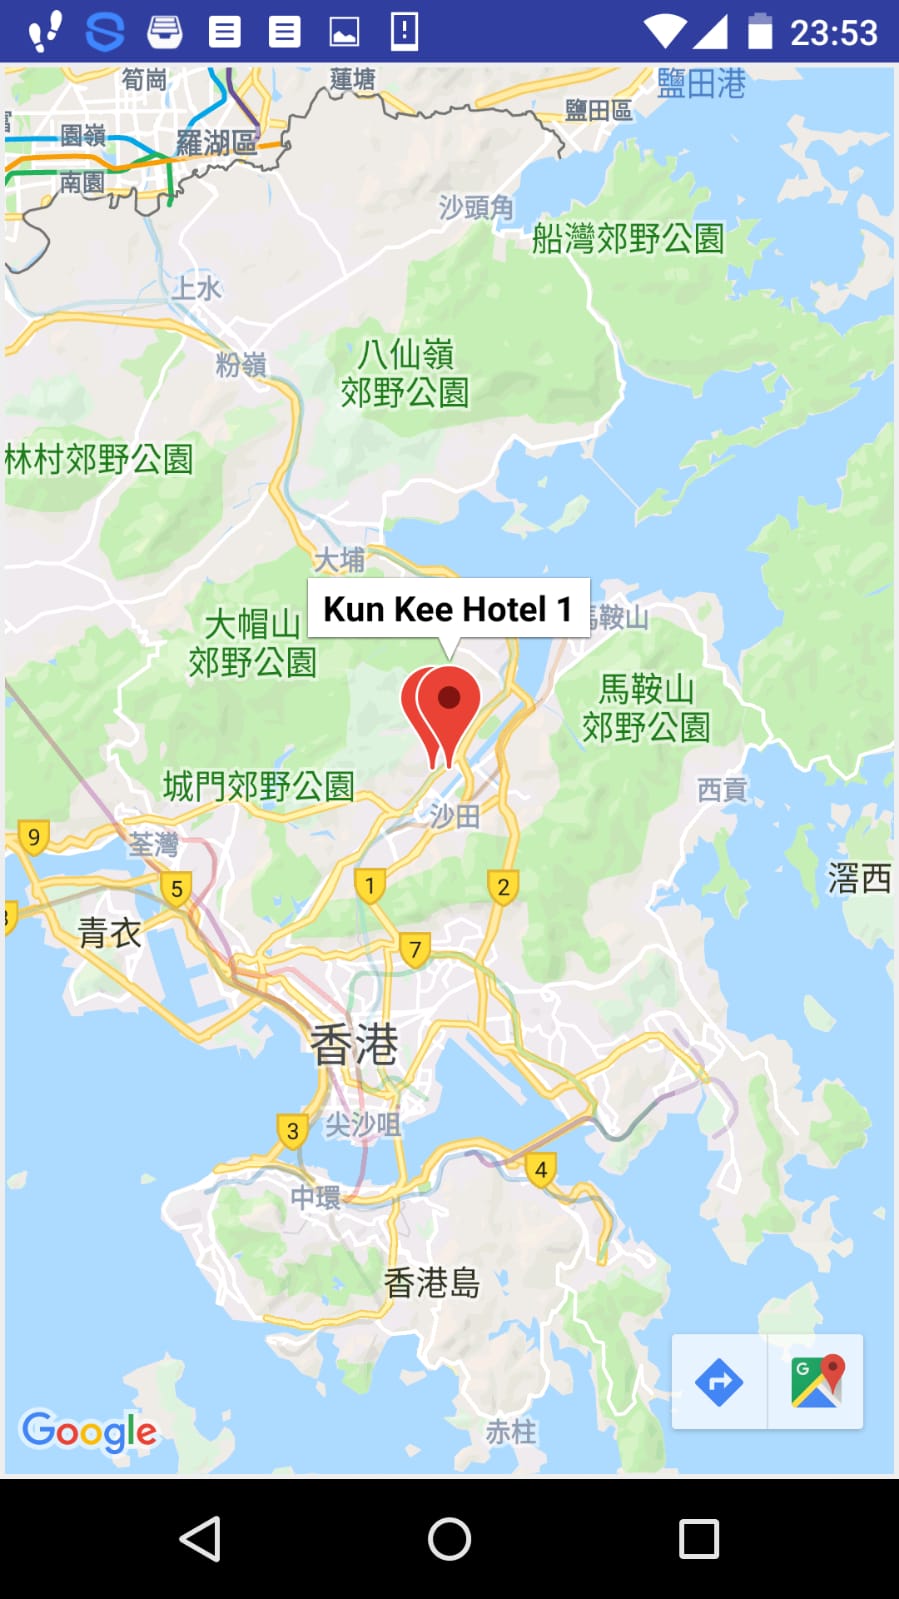 23:53
筍崗
蓮塘
鹽田港
鹽田區
園嶺
羅湖區
南園
沙頭角
船灣郊野公園
上水
粉嶺
八仙嶺
郊野公園
林村郊野公園
大埔
Kun Kee Hotel 1
馬鞍山
大帽山
郊野公園
馬鞍山
郊野公園
城門郊野公園
西貢
沙田
9
荃灣
5
1
2
滘西
青衣
7
香港
3
尖沙咀
4
中環
香港島
G
Google
赤柱